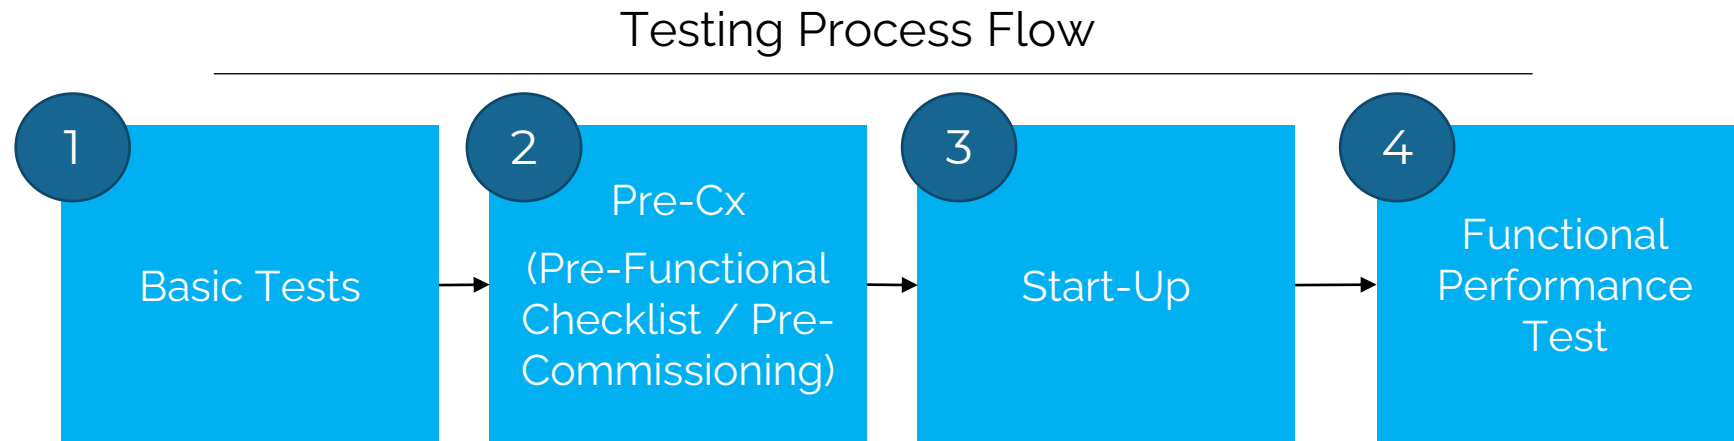 Testing Process Flow
1
Basic Tests
2
Pre-Cx
(Pre-Functional
Checklist / Pre-
Commissioning)
3
Start-Up
4
Functional
Performance
Test